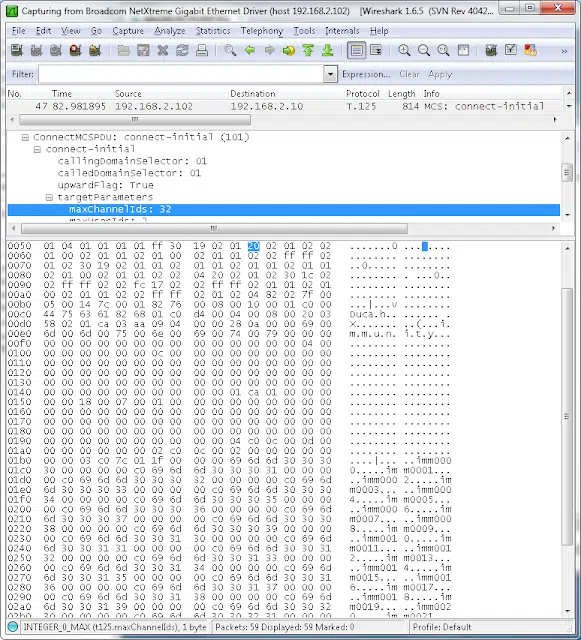 Capturing from Broadcom NetXtreme Gigabit Ethernet Driver (host 192.168.2.102) [Wireshark 1.6.5 (SVN Rev 4042...
File Edit View Go Capture Analyze Statistics Telephony Tools Internals Help
Filter: Expression... Clear Apply
No. Time Source Destination Protocol Length Info
47 82.981895 192.168.2.102 192.168.2.10 T.125 814 MCS: connect-initial
ConnectMCSPDU: connect-initial (101)
connect-initial
callingDomainSelector: 01
calledDomainSelector: 01
upwardFlag: True
targetParameters
maxChannelIds: 32
0050 01 04 01 01 01 01 ff 30 19 02 01 20 02 01 02 02 .......0 ... ....
0060 01 00 02 01 01 02 01 00 02 01 01 02 02 ff ff 02
0070 01 02 30 19 02 01 01 02 01 01 02 01 01 02 01 01 ..0..... ........
0080 02 01 00 02 01 01 02 02 04 20 02 01 02 30 1c 02
0090 02 ff ff 02 02 fc 17 02 02 ff ff 02 01 01 02 01
00a0 00 02 01 01 02 02 ff ff 02 01 02 04 82 02 7f 00
00b0 05 00 14 7c 00 01 82 76 00 08 00 10 00 01 c0 00 ...|...v ........
00c0 44 75 63 61 82 68 01 c0 d4 00 04 00 08 00 20 03 Duca.h.. ...... .
00d0 58 02 01 ca 03 aa 09 04 00 00 28 0a 00 00 69 00 X....... ..(...i.
00e0 6d 00 6d 00 75 00 6e 00 69 00 74 00 79 00 00 00 m.m.u.n. i.t.y...
00f0 00 00 00 00 00 00 00 00 00 00 00 00 04 00
0100 00 00 00 00 0c 00 00 00 00 00 00 00 00 00 00 00
0110 00 00 00 00 00 00 00 00 00 00 00 00 00 00 00 00
0120 00 00 00 00 00 00 00 00 00 00 00 00 00 00 00 00
0130 00 00 00 00 00 00 00 00 00 00 00 00 00 00 00 00
0140 00 00 00 00 00 00 00 00 01 ca 01 00 00 00
0150 00 00 18 00 07 00 01 00 00 00 00 00 00 00 00 00
0160 00 00 00 00 00 00 00 00 00 00 00 00 00 00 00 00
0170 00 00 00 00 00 00 00 00 00 00 00 00 00 00 00 00
0180 00 00 00 00 00 00 00 00 00 00 00 00 00 00 00 00
0190 00 00 00 00 00 00 00 00 00 00 04 c0 0c 00 0d 00
01a0 00 00 00 00 00 00 02 c0 0c 00 02 00 00 00 00 00
01b0 00 00 03 c0 7c 01 1f 00 00 00 69 6d 6d 30 30 30 ....|... ..imm000
01c0 30 00 00 00 00 c0 69 6d 6d 30 30 30 31 00 00 00 0.....im m0001...
01d0 00 c0 69 6d 6d 30 30 30 32 00 00 00 00 c0 69 6d ..imm000 2.....im
01e0 6d 30 30 30 33 00 00 00 00 c0 69 6d 6d 30 30 30 m0003... ..imm000
01f0 34 00 00 00 00 c0 69 6d 6d 30 30 30 35 00 00 00 4.....im m0005...
0200 00 c0 69 6d 6d 30 30 30 36 00 00 00 00 c0 69 6d ..imm000 6.....im
0210 6d 30 30 30 37 00 00 00 00 c0 69 6d 6d 30 30 30 m0007... ..imm000
0220 38 00 00 00 00 c0 69 6d 6d 30 30 30 39 00 00 00 8.....im m0009...
0230 00 c0 69 6d 6d 30 30 31 30 00 00 00 00 c0 69 6d ..imm001 0.....im
0240 6d 30 30 31 31 00 00 00 00 c0 69 6d 6d 30 30 31 m0011... ..imm001
0250 32 00 00 00 00 c0 69 6d 6d 30 30 31 33 00 00 00 2.....im m0013...
0260 00 c0 69 6d 6d 30 30 31 34 00 00 00 00 c0 69 6d ..imm001 4.....im
0270 6d 30 30 31 35 00 00 00 00 c0 69 6d 6d 30 30 31 m0015... ..imm001
0280 36 00 00 00 00 c0 69 6d 6d 30 30 31 37 00 00 00 6.....im m0017...
0290 00 c0 69 6d 6d 30 30 31 38 00 00 00 00 c0 69 6d ..imm001 8.....im
02a0 6d 30 30 31 39 00 00 00 00 c0 69 6d 6d 30 30 32 m0019... ..imm002
INTEGER_0_MAX (t125.maxChannelIds), 1 byte Packets: 59 Displayed: 59 Marked: 0 Profile: Default